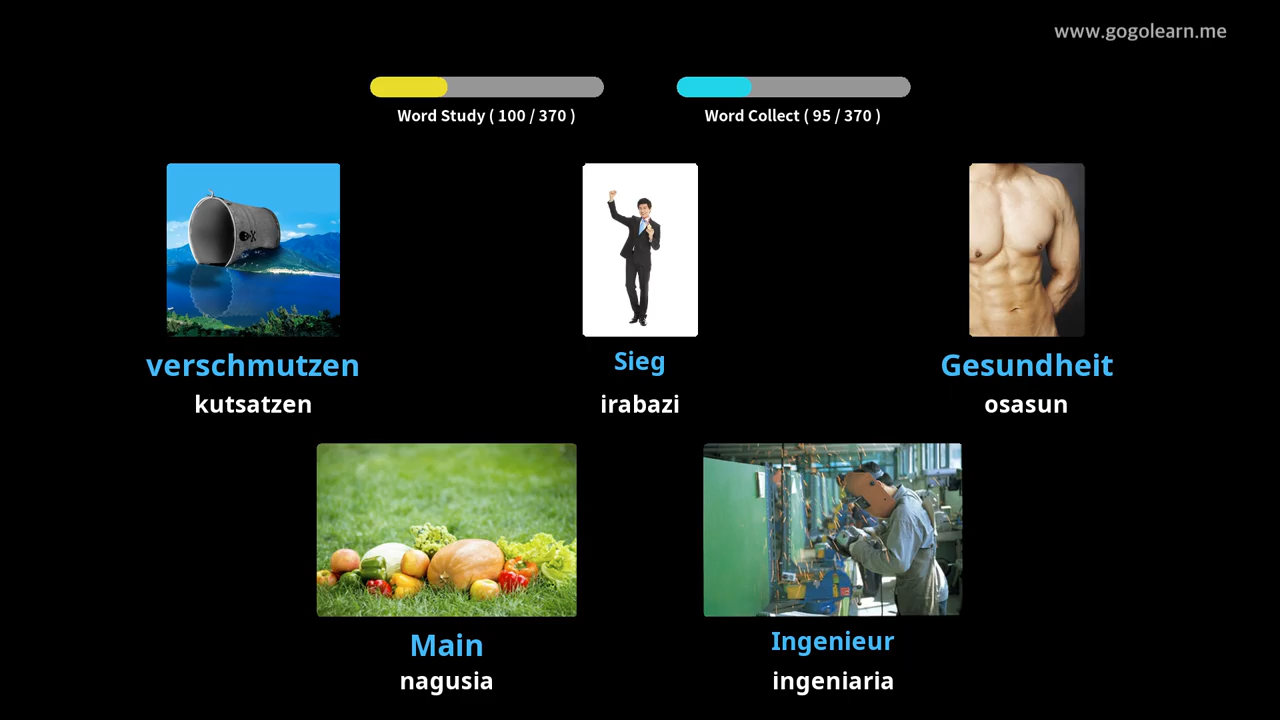 www.gogolearn.me
Word Study ( 100 / 370 )
Word Collect ( 95 / 370 )
verschmutzen
kutsatzen
Sieg
irabazi
Gesundheit
osasun
Main
nagusia
Ingenieur
ingeniaria